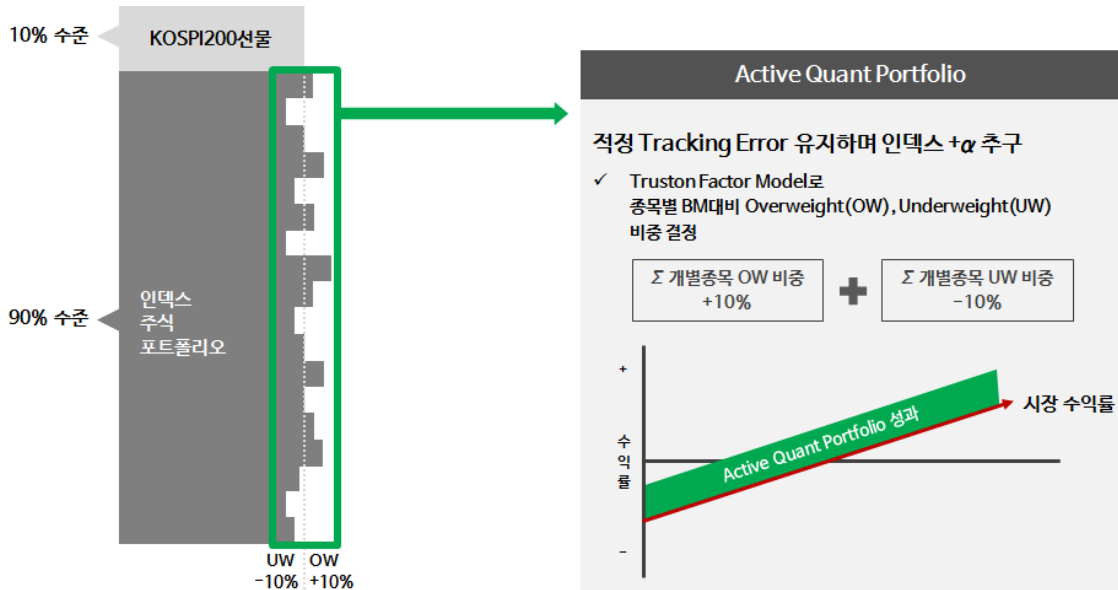 10% 수준
KOSPI200선물
90% 수준
인덱스
주식
포트폴리오
UW OW
-10% +10%
Active Quant Portfolio
적정 Tracking Error 유지하며 인덱스 +α 추구
✓ Truston Factor Model로
종목별 BM대비 Overweight(OW), Underweight(UW)
비중 결정
Σ 개별종목 OW 비중
+10%
+
Σ 개별종목 UW 비중
-10%
+
수
익
률
-
Active Quant Portfolio 성과
시장 수익률